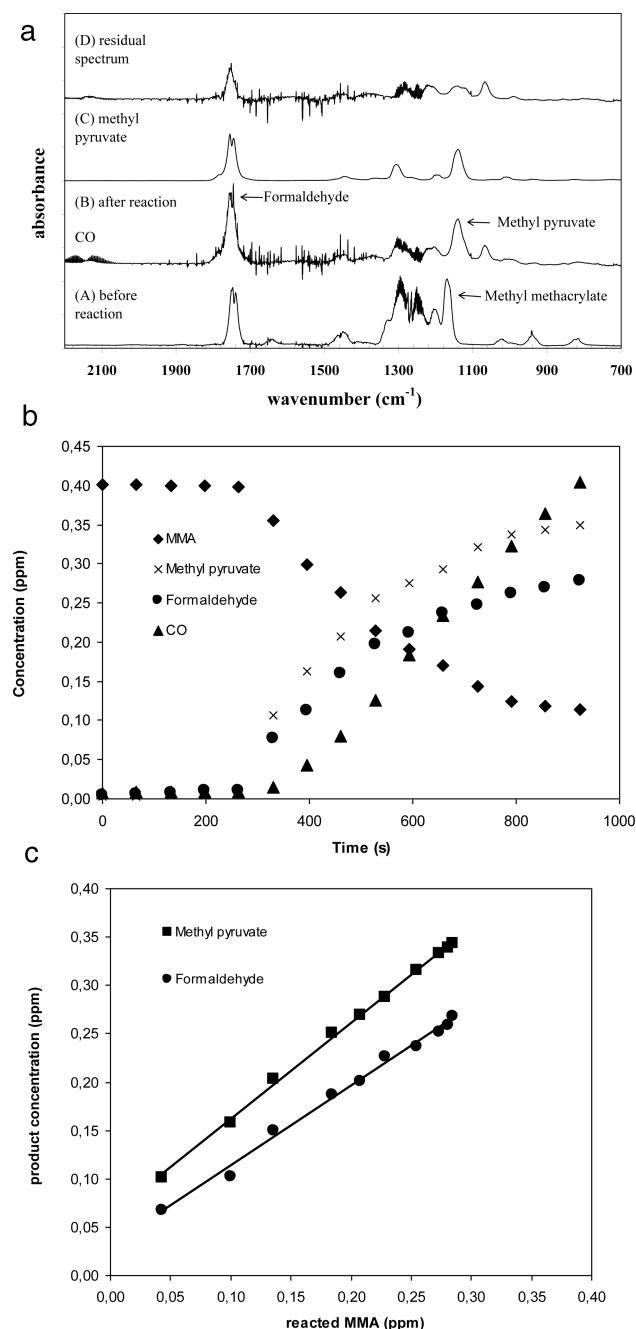 a
(D) residual
spectrum
(C) methyl
pyruvate
(B) after reaction
Formaldehyde
CO
Methyl pyruvate
(A) before
reaction
Methyl methacrylate
absorbance
2100 1900 1700 1500 1300 1100 900 700
wavenumber (cm-1)
b
0,45
0,40
0,35
0,30
0,25
0,20
0,15
0,10
0,05
0,00
Concentration (ppm)
MMA
Methyl pyruvate
Formaldehyde
CO
0 200 400 600 800 1000
Time (s)
c
0,40
0,35
0,30
0,25
0,20
0,15
0,10
0,05
0,00
product concentration (ppm)
Methyl pyruvate
Formaldehyde
0,00 0,05 0,10 0,15 0,20 0,25 0,30 0,35 0,40
reacted MMA (ppm)